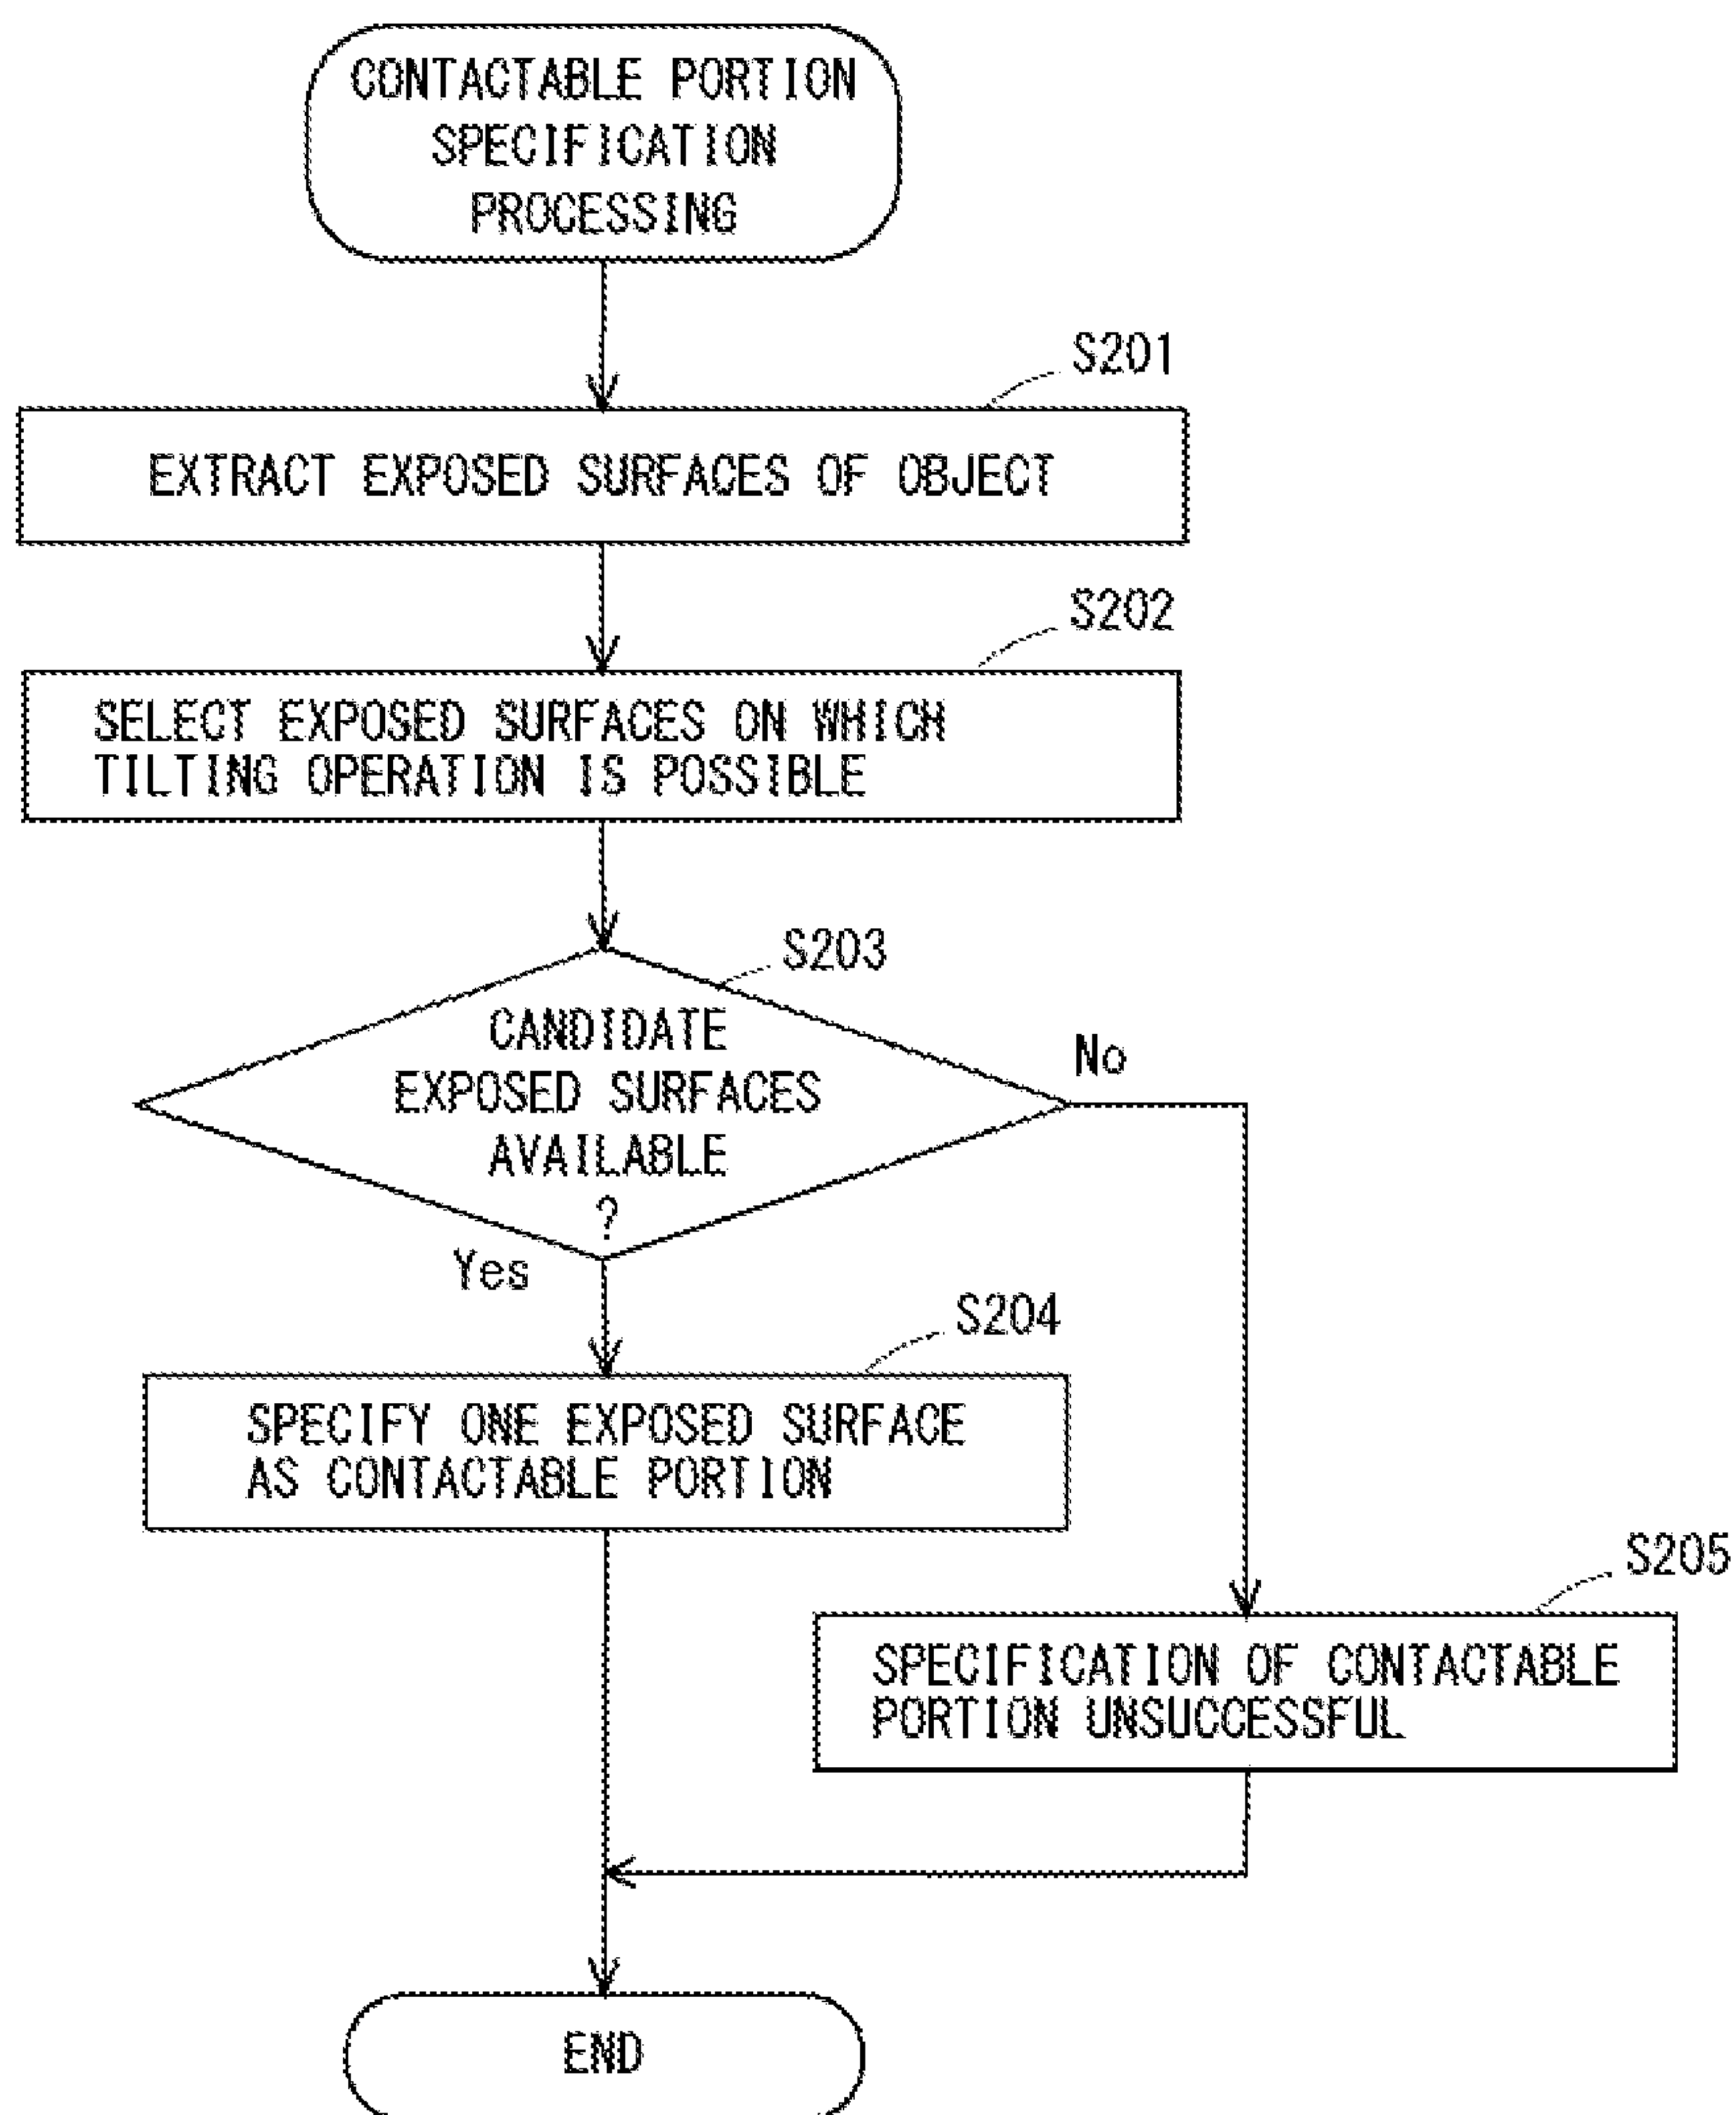 CONTACTABLE PORTION
SPECIFICATION
PROCESSING
S201
EXTRACT EXPOSED SURFACES OF OBJECT
S202
SELECT EXPOSED SURFACES ON WHICH
TILTING OPERATION IS POSSIBLE
S203
CANDIDATE
EXPOSED SURFACES
AVAILABLE
?
No
Yes
S204
SPECIFY ONE EXPOSED SURFACE
AS CONTACTABLE PORTION
S205
SPECIFICATION OF CONTACTABLE
PORTION UNSUCCESSFUL
END